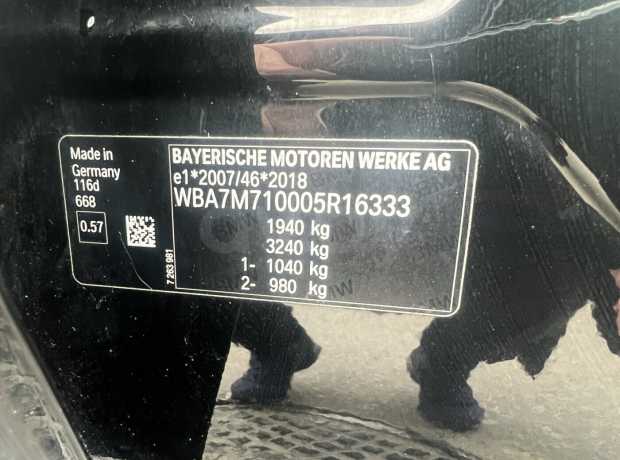 Made in
Germany
116d
668
0.57
7 263 981
BAYERISCHE MOTOREN WERKE AG
e1*2007/46*2018
WBA7M710005R16333
1940 kg
3240 kg
1- 1040 kg
2- 980 kg